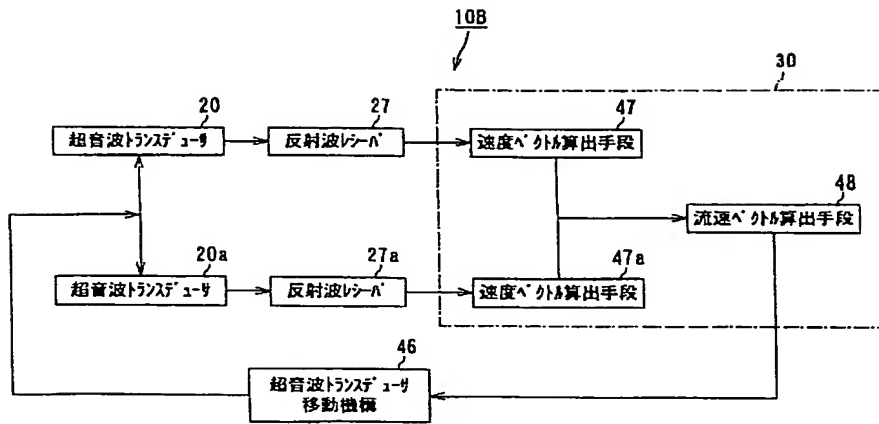 10B
30
20
27
47
超音波トランスデューサ
反射波レシーバ
速度ベクトル算出手段
48
流速ベクトル算出手段
20a
27a
47a
超音波トランスデューサ
反射波レシーバ
速度ベクトル算出手段
46
超音波トランスデューサ
移動機構